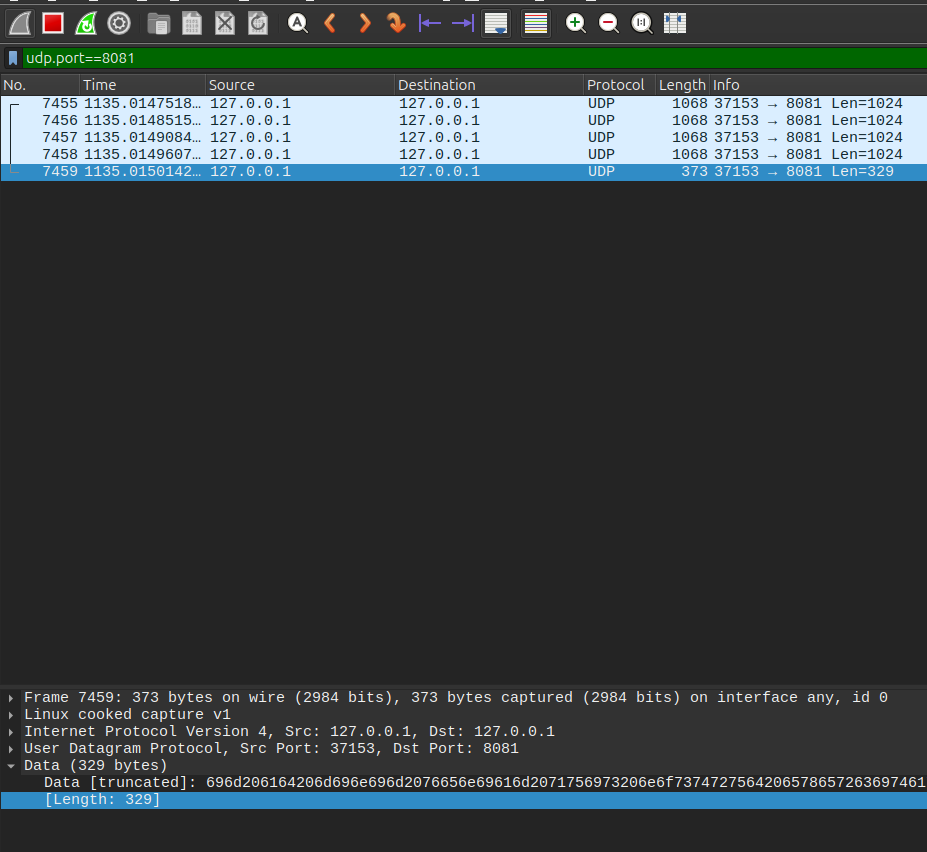 udp.port==8081
No. Time Source Destination Protocol Length Info
7455 1135.0147518… 127.0.0.1 127.0.0.1 UDP 1068 37153 → 8081 Len=1024
7456 1135.0148515… 127.0.0.1 127.0.0.1 UDP 1068 37153 → 8081 Len=1024
7457 1135.0149084… 127.0.0.1 127.0.0.1 UDP 1068 37153 → 8081 Len=1024
7458 1135.0149607… 127.0.0.1 127.0.0.1 UDP 1068 37153 → 8081 Len=1024
7459 1135.0150142… 127.0.0.1 127.0.0.1 UDP 373 37153 → 8081 Len=329
Frame 7459: 373 bytes on wire (2984 bits), 373 bytes captured (2984 bits) on interface any, id 0
Linux cooked capture v1
Internet Protocol Version 4, Src: 127.0.0.1, Dst: 127.0.0.1
User Datagram Protocol, Src Port: 37153, Dst Port: 8081
Data (329 bytes)
Data [truncated]: 696d206164206d696e696d2076656e69616d2071756973206e6f737472756420657865726369​7461
[Length: 329]